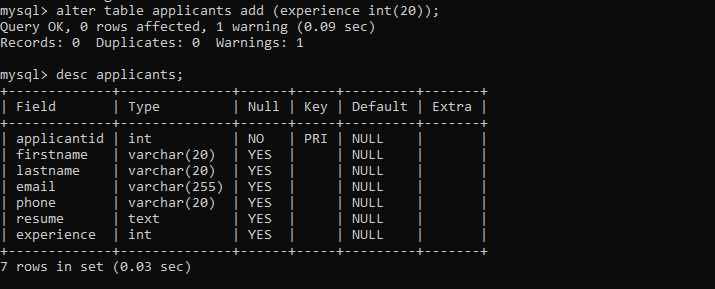 mysql> alter table applicants add (experience int(20));
Query OK, 0 rows affected, 1 warning (0.09 sec)
Records: 0  Duplicates: 0  Warnings: 1

mysql> desc applicants;
+-------------+--------------+------+-----+---------+-------+
| Field       | Type         | Null | Key | Default | Extra |
+-------------+--------------+------+-----+---------+-------+
| applicantid | int          | NO   | PRI | NULL    |       |
| firstname   | varchar(20)  | YES  |     | NULL    |       |
| lastname    | varchar(20)  | YES  |     | NULL    |       |
| email       | varchar(255) | YES  |     | NULL    |       |
| phone       | varchar(20)  | YES  |     | NULL    |       |
| resume      | text         | YES  |     | NULL    |       |
| experience  | int          | YES  |     | NULL    |       |
+-------------+--------------+------+-----+---------+-------+
7 rows in set (0.03 sec)